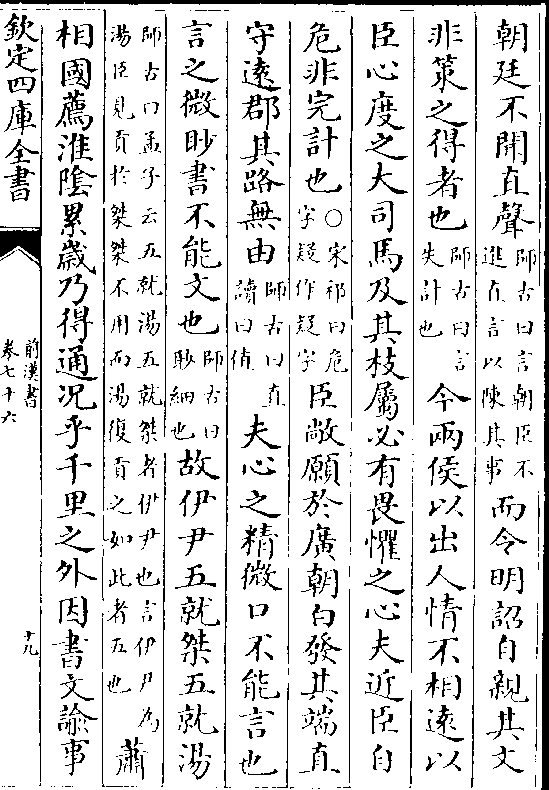 朝廷不聞直聲師古曰言朝臣不進直言以陳其事而令明詔自親其文
非策之得者也師古曰言失計也今兩侯以出人情不相遠以
臣心度之大司馬及其枝屬必有畏懼之心夫近臣自
危非完計也○宋祁曰危字疑作疑字臣敞願於廣朝白發其端直
守遠郡其路無由師古曰直讀曰值夫心之精微口不能言也
言之微眇書不能文也師古曰眇細也故伊尹五就桀五就湯
師古曰孟子云五就湯五就桀者伊尹也言伊尹為湯臣見貢於桀桀不用而湯復貢之如此者五也蕭
相國薦淮陰累歲乃得通况乎千里之外因書文諭事
欽定四庫全書
前漢書
卷七十六
十九